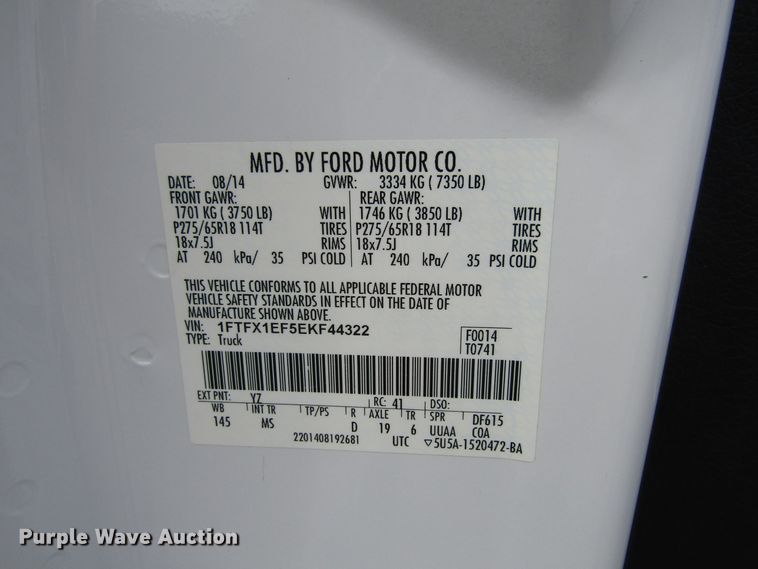 MFD. BY FORD MOTOR CO.
DATE: 08/14 GVWR: 3334 KG ( 7350 LB)
FRONT GAWR: REAR GAWR:
1701 KG ( 3750 LB) WITH 1746 KG ( 3850 LB) WITH
P275/65R18 114T TIRES P275/65R18 114T TIRES
18x7.5J RIMS 18x7.5J RIMS
AT 240 kPa/ 35 PSI COLD AT 240 kPa/ 35 PSI COLD
THIS VEHICLE CONFORMS TO ALL APPLICABLE FEDERAL MOTOR
VEHICLE SAFETY STANDARDS IN EFFECT ON THE DATE OF
MANUFACTURE SHOWN ABOVE.
VIN: 1FTFX1EF5EKF44322 F0014
TYPE: Truck T0741
EXT PNT: YZ RC: 41 DSO:
WB INT TR TP/PS R AXLE TR SPR DF615
145 MS D 19 6 UUAA COA
2201408192681 UTC ▽5U5A-1520472-BA
Purple Wave Auction